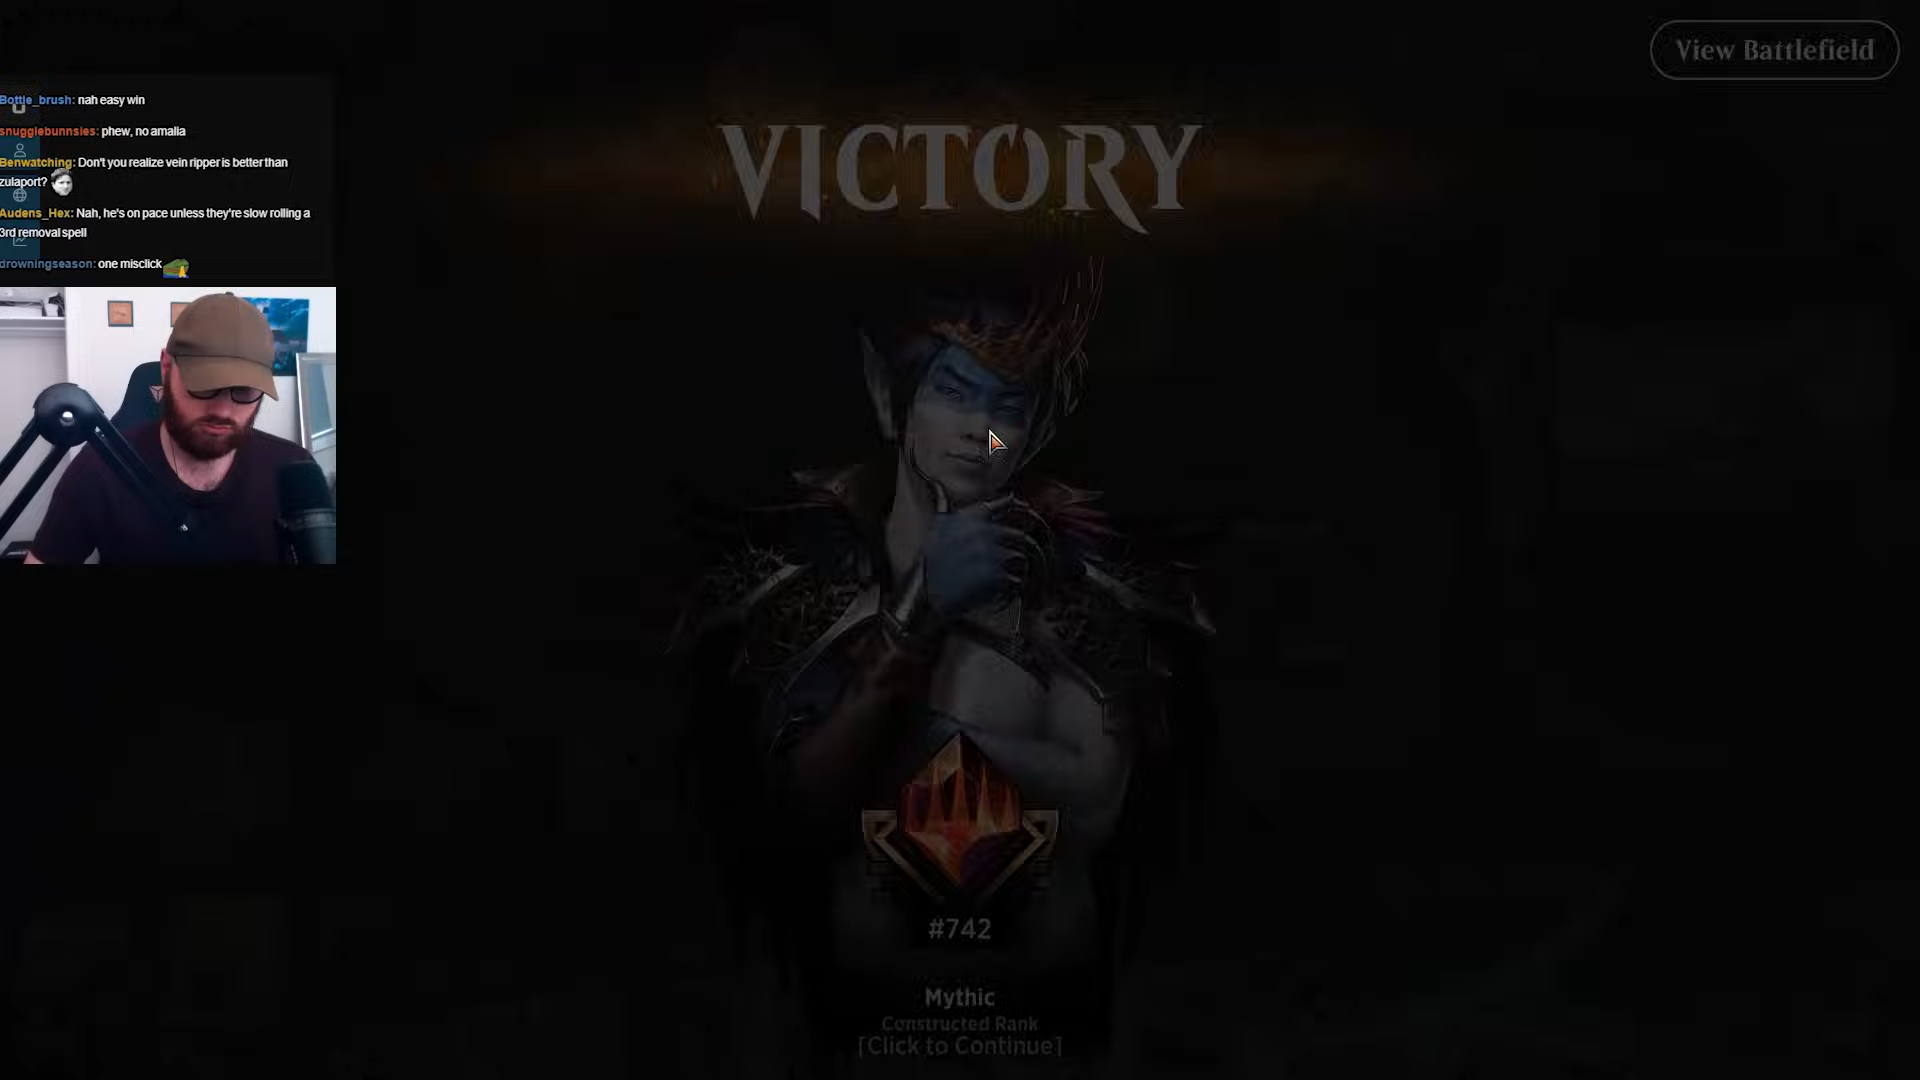 View Battlefield
Bottle_brush: nah easy win
snugglebunnsies: phew, no amalia
Benwatching: Don't you realize vein ripper is better than
zulaport?
Audens_Hex: Nah, he's on pace unless they're slow rolling a
3rd removal spell
drowningseason: one misclick
VICTORY
#742
Mythic
Constructed Rank
[Click to Continue]